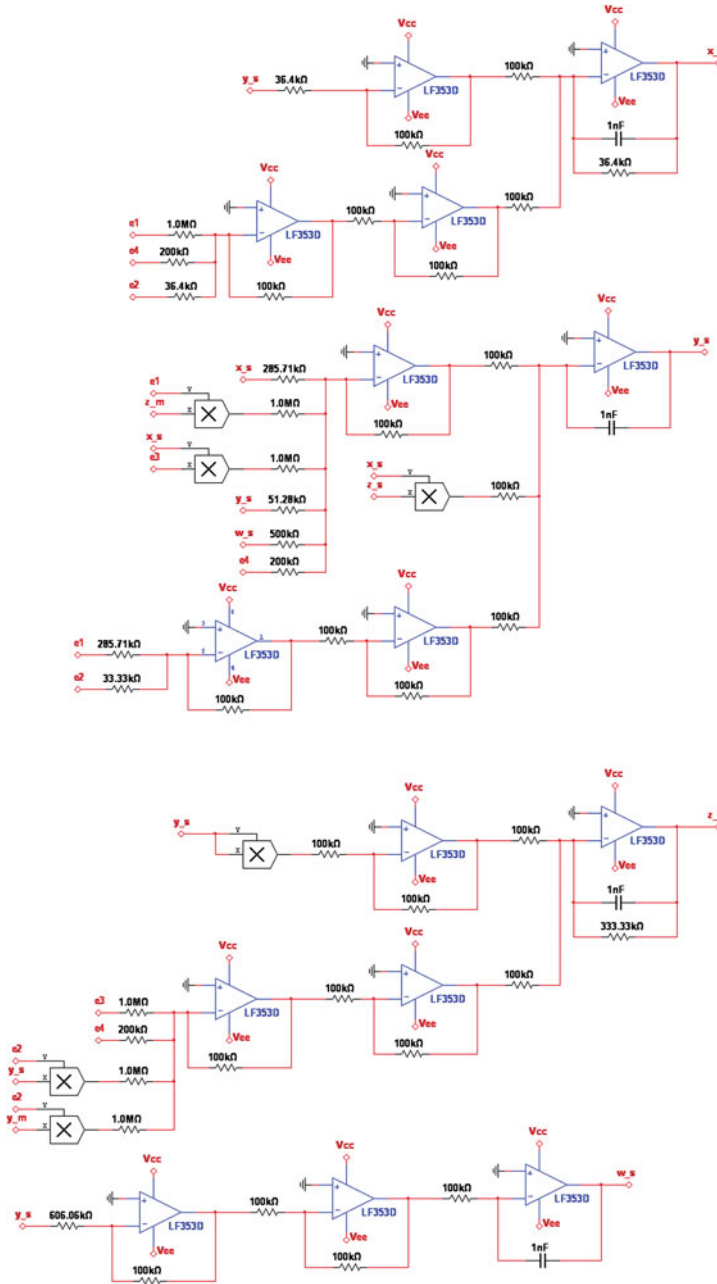 Vcc Vcc
x_
y_s 36.4kΩ LF353D 100kΩ LF353D
Vee Vee
100kΩ 1nF
36.4kΩ
Vcc Vcc
100kΩ
e1 1.0MΩ LF353D 100kΩ LF353D
e4 200kΩ Vee Vee
e2 36.4kΩ 100kΩ 100kΩ
Vcc Vcc
x_s 285.71kΩ LF353D 100kΩ LF353D y_s
e1 Y
z_m X 1.0MΩ Vee Vee
100kΩ 1nF
x_s Y
e3 X 1.0MΩ
x_s Y
y_s 51.28kΩ z_s X 100kΩ
w_s 500kΩ
e4 200kΩ
Vcc Vcc
100kΩ
e1 285.71kΩ LF353D 100kΩ LF353D
e2 33.33kΩ Vee Vee
100kΩ 100kΩ
Vcc Vcc
y_s Y z_
X 100kΩ LF353D 100kΩ LF353D
Vee Vee
100kΩ 1nF
333.33kΩ
Vcc Vcc
100kΩ
e3 1.0MΩ LF353D 100kΩ LF353D
e4 200kΩ Vee Vee
e2 Y 100kΩ 100kΩ
y_s X 1.0MΩ
e2 Y
y_m X 1.0MΩ
Vcc Vcc Vcc
y_s 606.06kΩ LF353D 100kΩ LF353D 100kΩ LF353D w_s
Vee Vee Vee
100kΩ 100kΩ 1nF